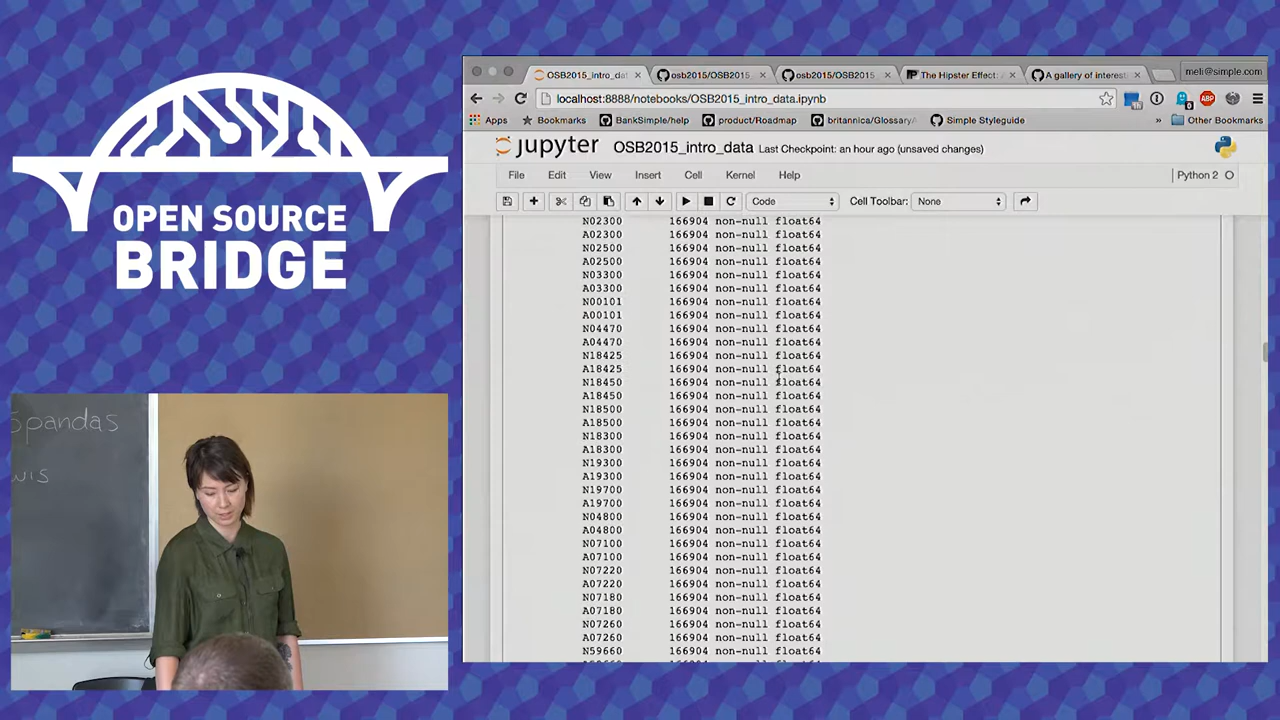 OPEN SOURCE
BRIDGE
Spandas
wis
OSB2015_intro_dat
osb2015/OSB2015
osb2015/OSB2015
The Hipster Effect: A
A gallery of interest
meli@simple.com
localhost:8888/notebooks/OSB2015_intro_data.ipynb
ABP
Apps
Bookmarks
BankSimple/help
product/Roadmap
britannica/Glossary
Simple Styleguide
»
Other Bookmarks
jupyter OSB2015_intro_data Last Checkpoint: an hour ago (unsaved changes)
File Edit View Insert Cell Kernel Help Python 2
Code Cell Toolbar: None
N02300 166904 non-null float64
A02300 166904 non-null float64
N02500 166904 non-null float64
A02500 166904 non-null float64
N03300 166904 non-null float64
A03300 166904 non-null float64
N00101 166904 non-null float64
A00101 166904 non-null float64
N04470 166904 non-null float64
A04470 166904 non-null float64
N18425 166904 non-null float64
A18425 166904 non-null float64
N18450 166904 non-null float64
A18450 166904 non-null float64
N18500 166904 non-null float64
A18500 166904 non-null float64
N18300 166904 non-null float64
A18300 166904 non-null float64
N19300 166904 non-null float64
A19300 166904 non-null float64
N19700 166904 non-null float64
A19700 166904 non-null float64
N04800 166904 non-null float64
A04800 166904 non-null float64
N07100 166904 non-null float64
A07100 166904 non-null float64
N07220 166904 non-null float64
A07220 166904 non-null float64
N07180 166904 non-null float64
A07180 166904 non-null float64
N07260 166904 non-null float64
A07260 166904 non-null float64
N59660 166904 non-null float64